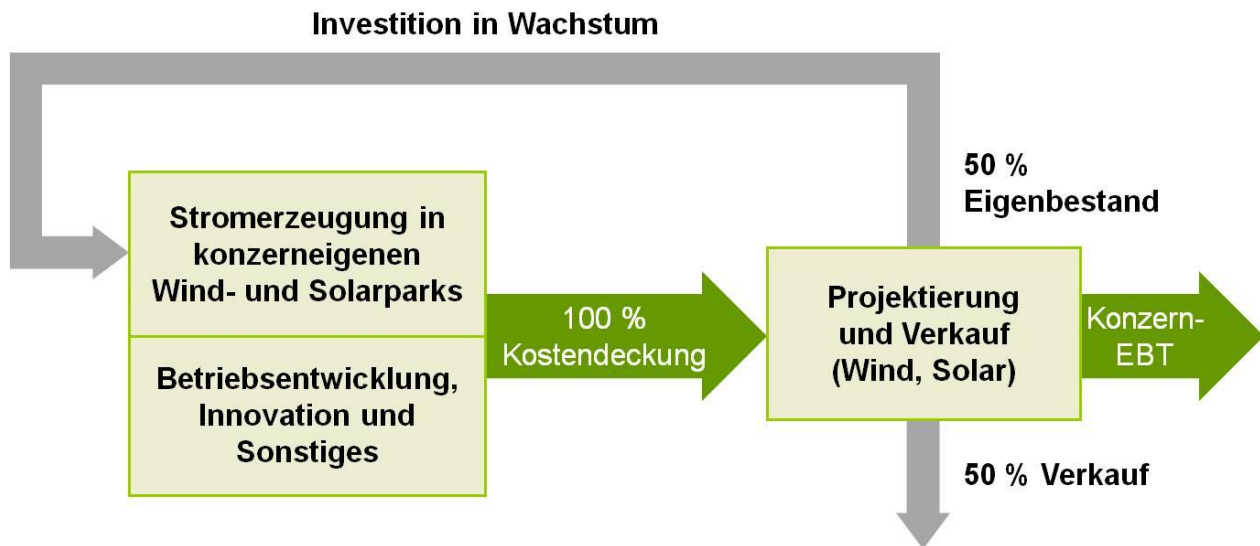 Investition in Wachstum
50 %
Eigenbestand
Stromerzeugung in
konzerneigenen
Wind- und Solarparks
Betriebsentwicklung,
Innovation und
Sonstiges
100 %
Kostendeckung
Projektierung
und Verkauf
(Wind, Solar)
Konzern-
EBT
50 % Verkauf